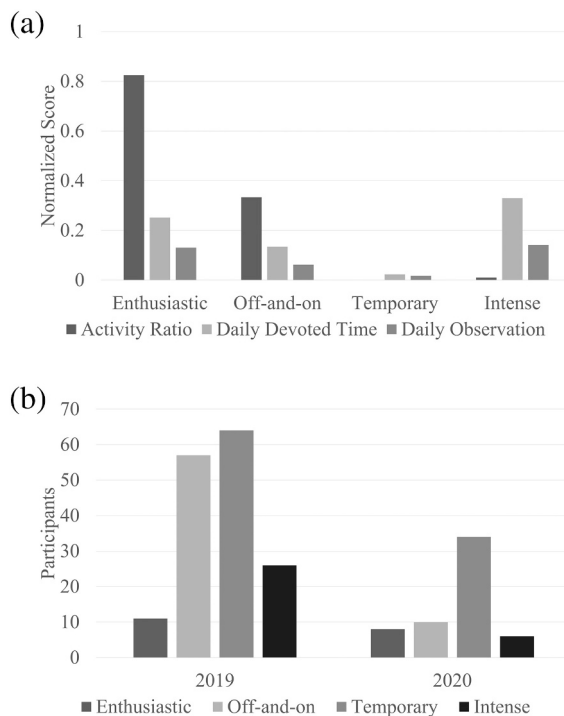 (a)
1
0.8
0.6
0.4
0.2
0
Normalized Score
Enthusiastic Off-and-on Temporary Intense
Activity Ratio Daily Devoted Time Daily Observation
(b)
70
60
50
40
30
20
10
0
Participants
2019 2020
Enthusiastic Off-and-on Temporary Intense